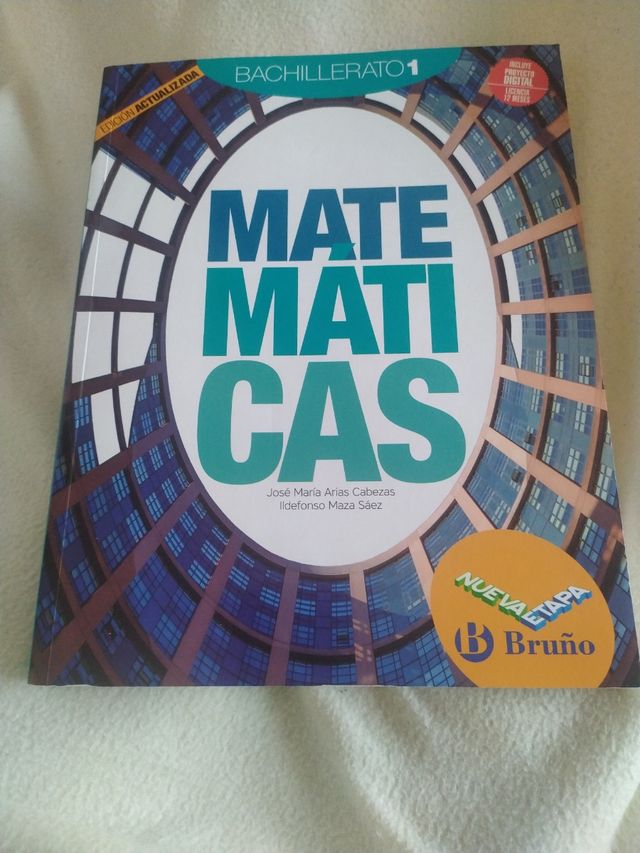 BACHILLERATO 1
EDICIÓN ACTUALIZADA
INCLUYE
PROYECTO
DIGITAL
LICENCIA
12 MESES
MATE
MÁTI
CAS
José María Arias Cabezas
Ildefonso Maza Sáez
NUEVA ETAPA
B Bruño